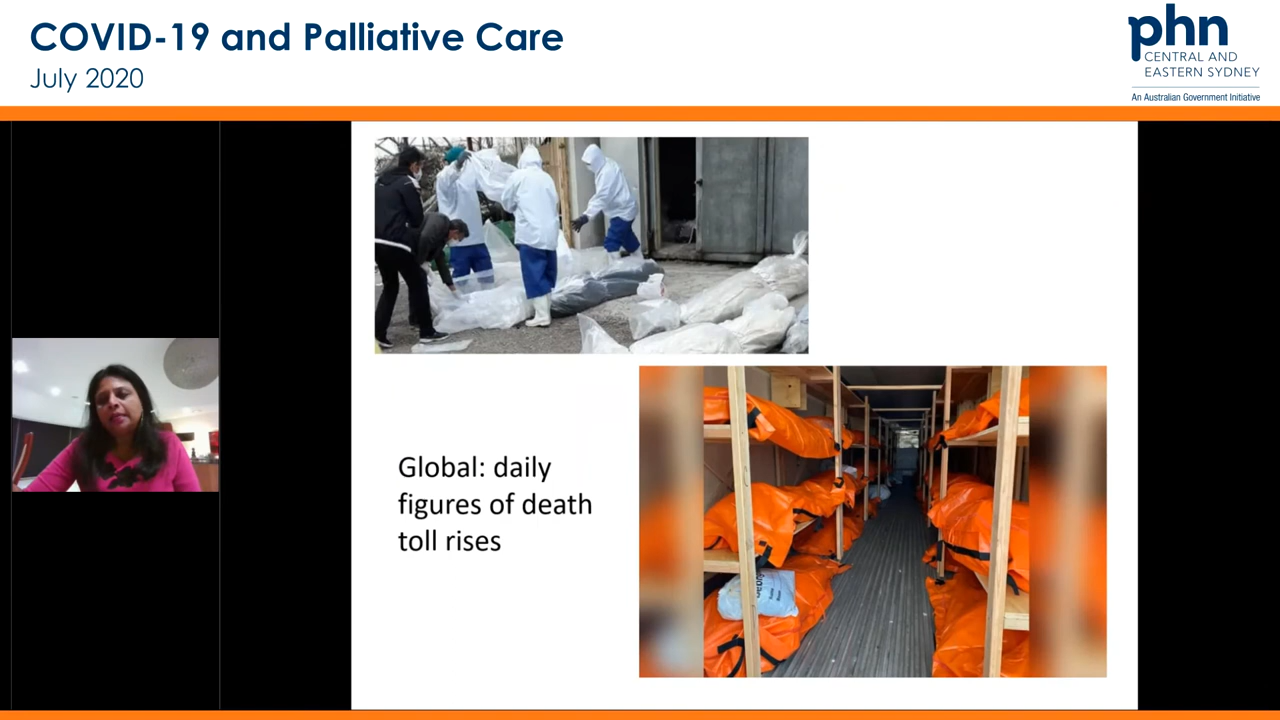 COVID-19 and Palliative Care
July 2020
phn
CENTRAL AND
EASTERN SYDNEY
An Australian Government Initiative
Global: daily
figures of death
toll rises